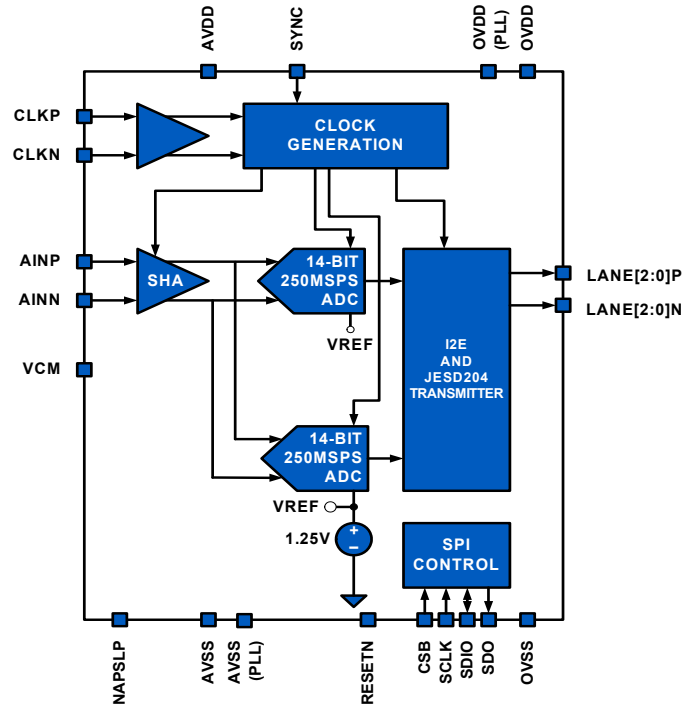 AVDD
SYNC
OVDD
(PLL)
OVDD
CLKP
CLKN
CLOCK
GENERATION
AINP
AINN
SHA
14-BIT
250MSPS
ADC
VREF
I2E
AND
JESD204
TRANSMITTER
LANE[2:0]P
LANE[2:0]N
VCM
14-BIT
250MSPS
ADC
VREF
1.25V
+
−
SPI
CONTROL
NAPSLP
AVSS
AVSS
(PLL)
RESETN
CSB
SCLK
SDIO
SDO
OVSS